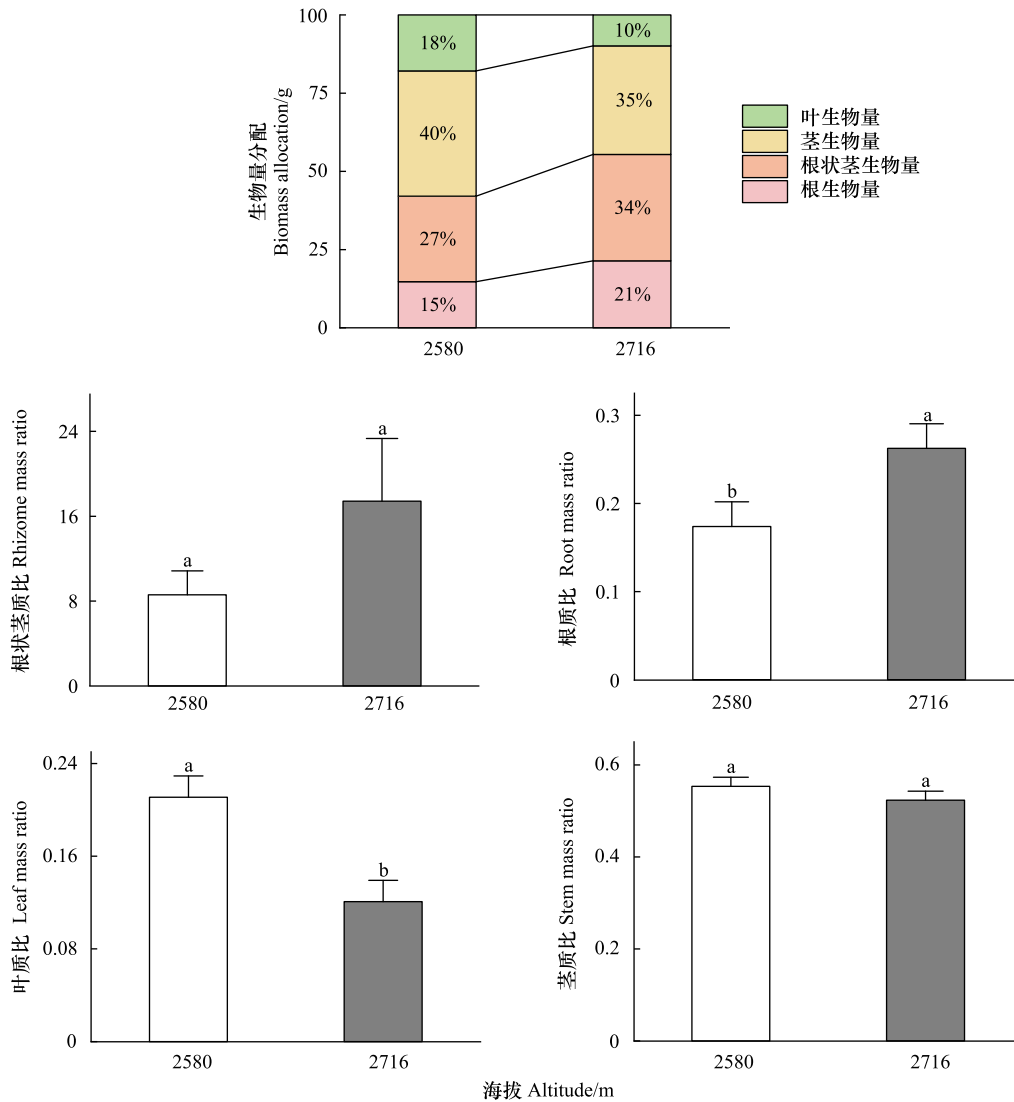 100
75
50
25
0
生物量分配
Biomass allocation/g
18%
40%
27%
15%
10%
35%
34%
21%
2580
2716
叶生物量
茎生物量
根状茎生物量
根生物量
根状茎质比 Rhizome mass ratio
24
16
8
0
a
a
2580
2716
根质比 Root mass ratio
0.3
0.2
0.1
0
b
a
2580
2716
叶质比 Leaf mass ratio
0.24
0.16
0.08
0
a
b
2580
2716
茎质比 Stem mass ratio
0.6
0.4
0.2
0
a
a
2580
2716
海拔 Altitude/m